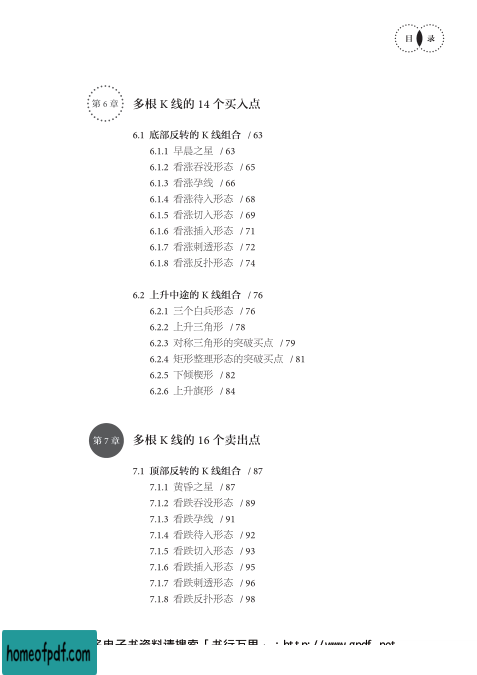 目 录
第 6 章 多根 K 线的 14 个买入点
6.1 底部反转的 K 线组合 / 63
6.1.1 早晨之星 / 63
6.1.2 看涨吞没形态 / 65
6.1.3 看涨孕线 / 66
6.1.4 看涨待入形态 / 68
6.1.5 看涨切入形态 / 69
6.1.6 看涨插入形态 / 71
6.1.7 看涨刺透形态 / 72
6.1.8 看涨反扑形态 / 74
6.2 上升中途的 K 线组合 / 76
6.2.1 三个白兵形态 / 76
6.2.2 上升三角形 / 78
6.2.3 对称三角形的突破买点 / 79
6.2.4 矩形整理形态的突破买点 / 81
6.2.5 下倾楔形 / 82
6.2.6 上升旗形 / 84
第 7 章 多根 K 线的 16 个卖出点
7.1 顶部反转的 K 线组合 / 87
7.1.1 黄昏之星 / 87
7.1.2 看跌吞没形态 / 89
7.1.3 看跌孕线 / 91
7.1.4 看跌待入形态 / 92
7.1.5 看跌切入形态 / 93
7.1.6 看跌插入形态 / 95
7.1.7 看跌刺透形态 / 96
7.1.8 看跌反扑形态 / 98
电子书资料请搜索「书行万里
homeofpdf.com